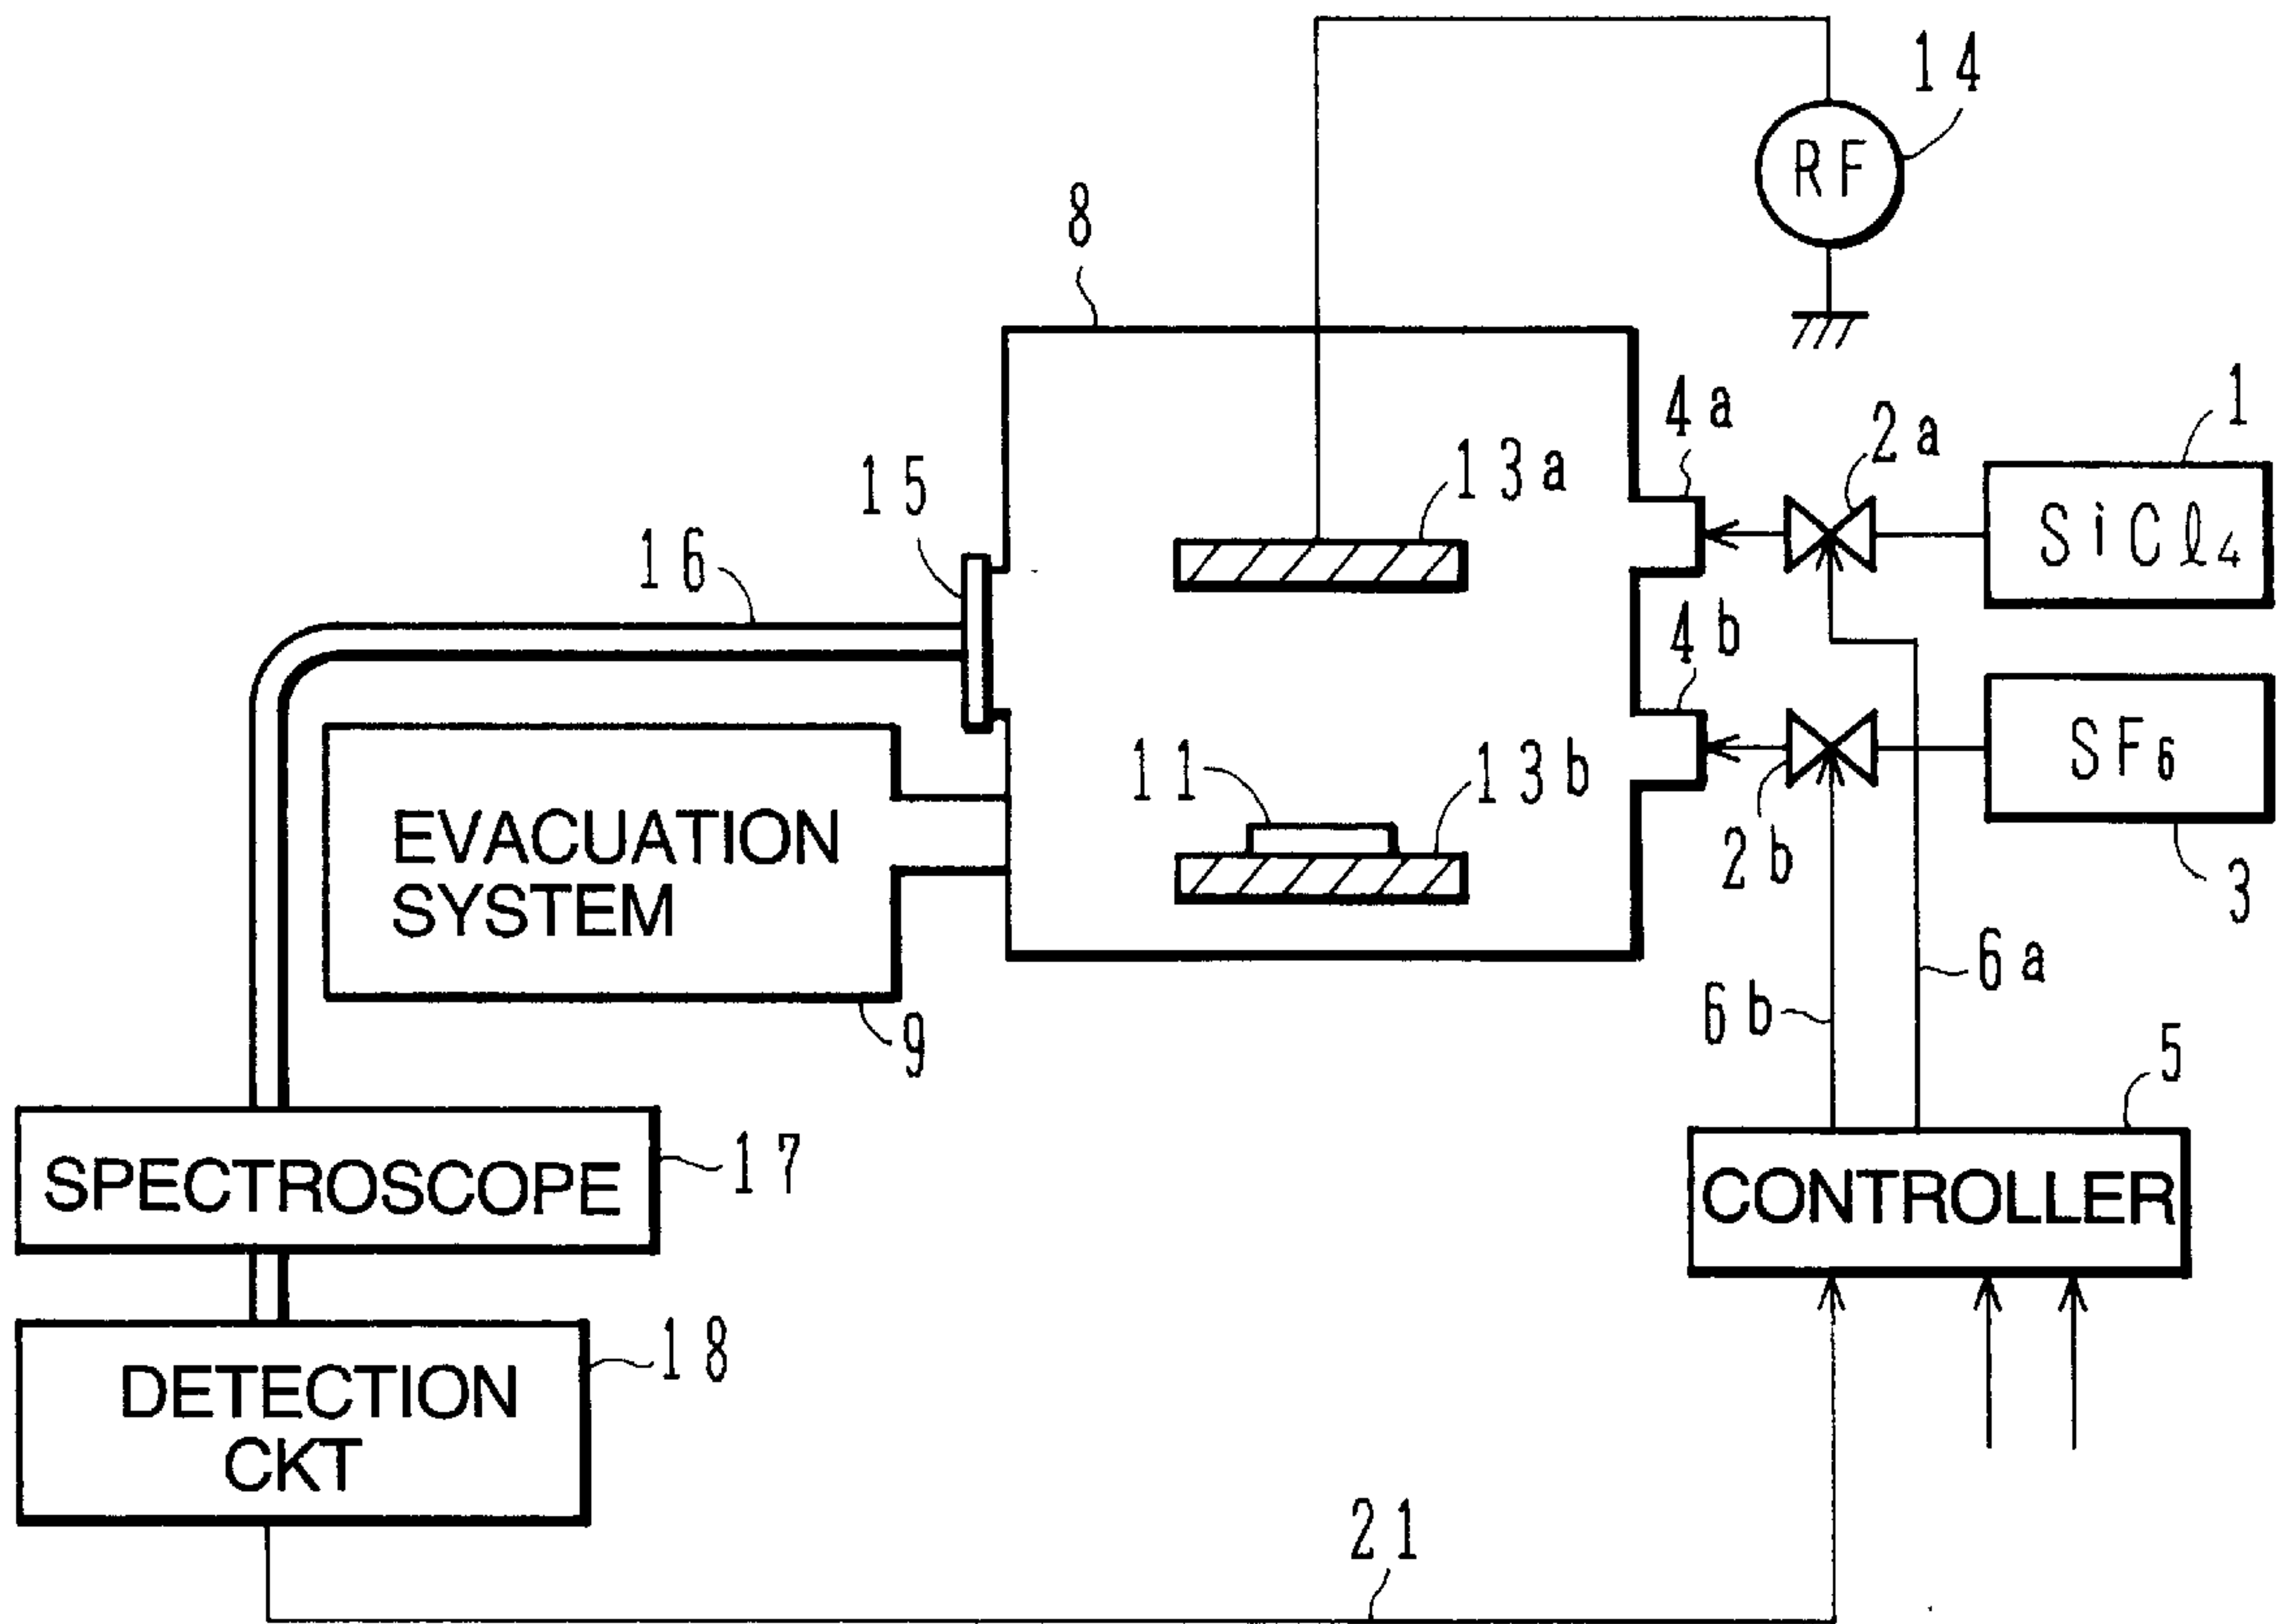 14
RF
8
4a
2a
1
15
13a
SiCl4
16
4b
11
13b
SF6
EVACUATION
SYSTEM
2b
3
6a
6b
9
5
SPECTROSCOPE
17
CONTROLLER
18
DETECTION
CKT
21